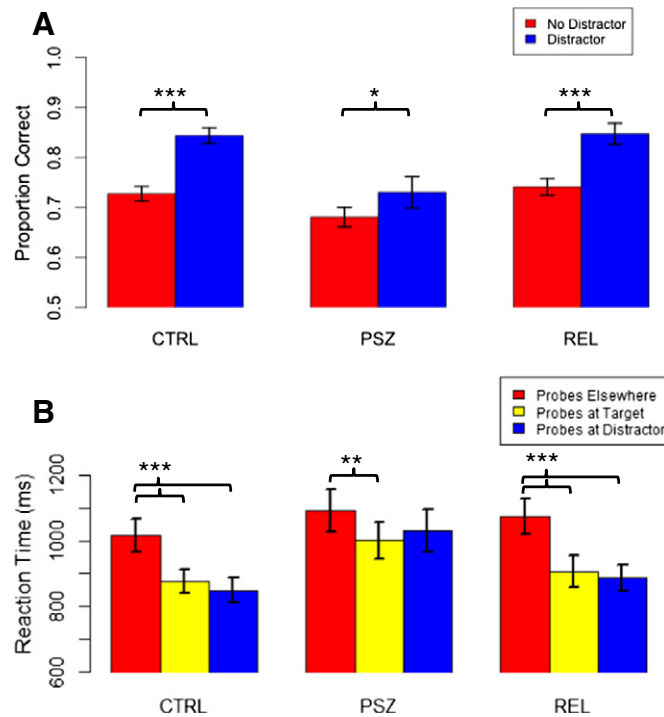 A
No Distractor
Distractor
Proportion Correct
1.0
0.9
0.8
0.7
0.6
0.5
***
*
***
CTRL PSZ REL
B
Probes Elsewhere
Probes at Target
Probes at Distractor
Reaction Time (ms)
1200
1000
800
600
***
**
***
CTRL PSZ REL